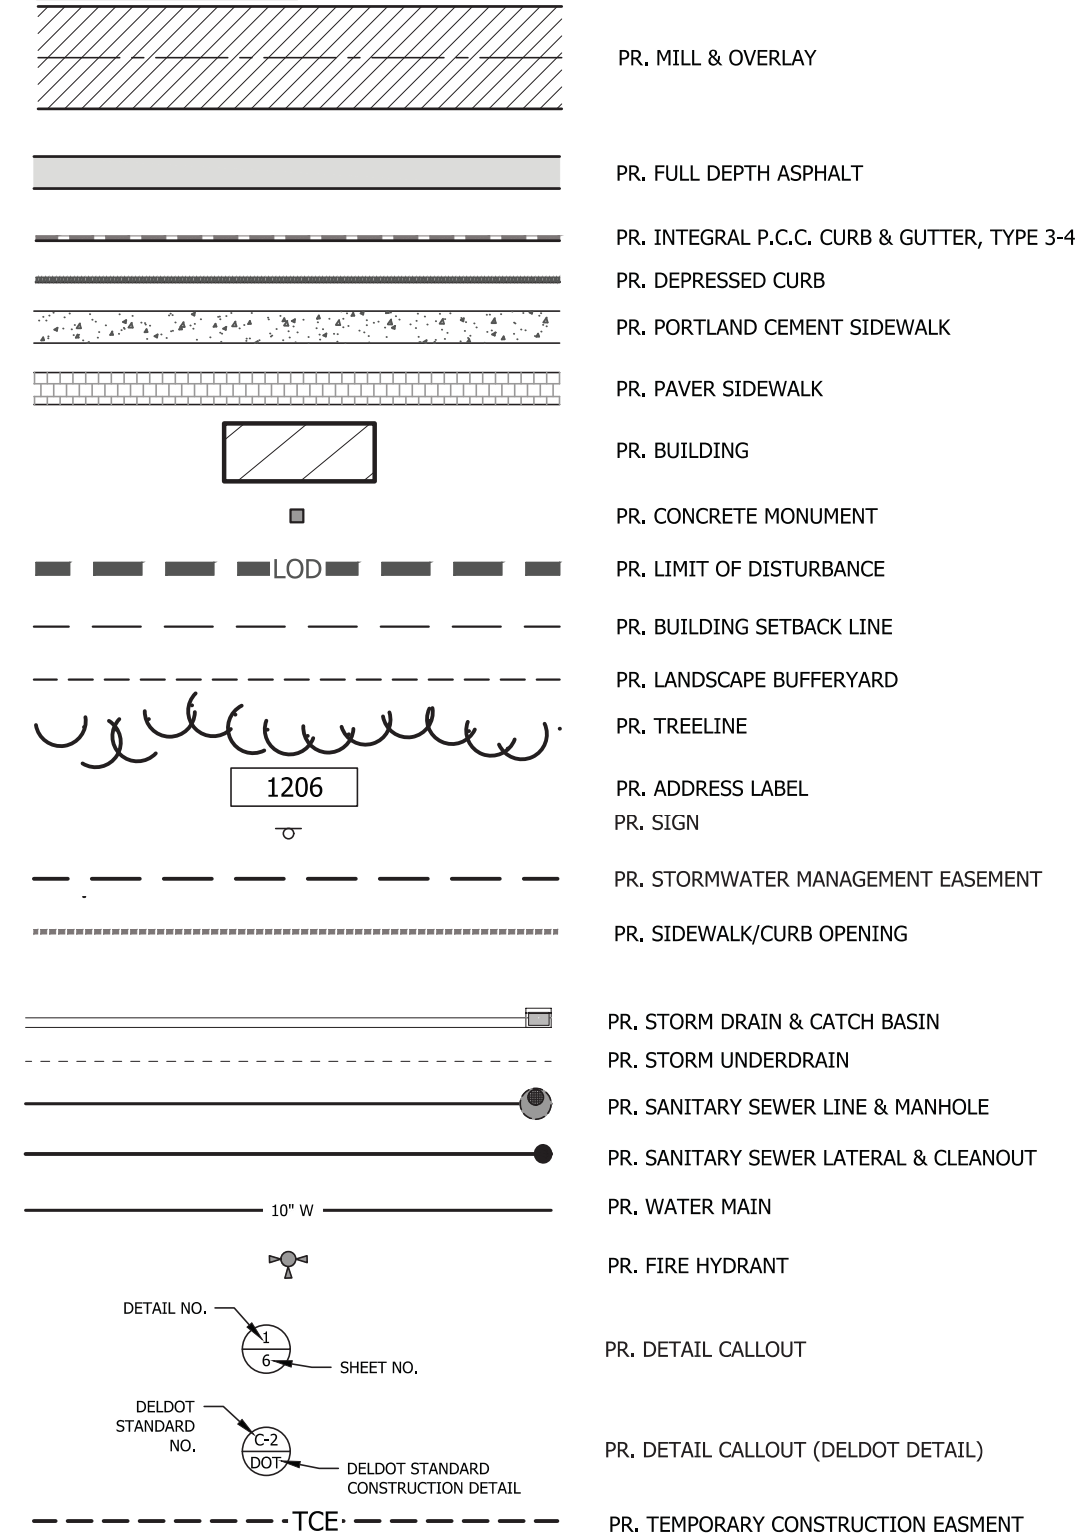 PR. MILL & OVERLAY
PR. FULL DEPTH ASPHALT
PR. INTEGRAL P.C.C. CURB & GUTTER, TYPE 3-4
PR. DEPRESSED CURB
PR. PORTLAND CEMENT SIDEWALK
PR. PAVER SIDEWALK
PR. BUILDING
PR. CONCRETE MONUMENT
LOD
PR. LIMIT OF DISTURBANCE
PR. BUILDING SETBACK LINE
PR. LANDSCAPE BUFFERYARD
PR. TREELINE
1206
PR. ADDRESS LABEL
PR. SIGN
PR. STORMWATER MANAGEMENT EASEMENT
PR. SIDEWALK/CURB OPENING
PR. STORM DRAIN & CATCH BASIN
PR. STORM UNDERDRAIN
PR. SANITARY SEWER LINE & MANHOLE
PR. SANITARY SEWER LATERAL & CLEANOUT
10" W
PR. WATER MAIN
PR. FIRE HYDRANT
DETAIL NO.
1
6
SHEET NO.
PR. DETAIL CALLOUT
DELDOT
STANDARD
NO.
C-2
DOT
DELDOT STANDARD
CONSTRUCTION DETAIL
PR. DETAIL CALLOUT (DELDOT DETAIL)
TCE
PR. TEMPORARY CONSTRUCTION EASMENT